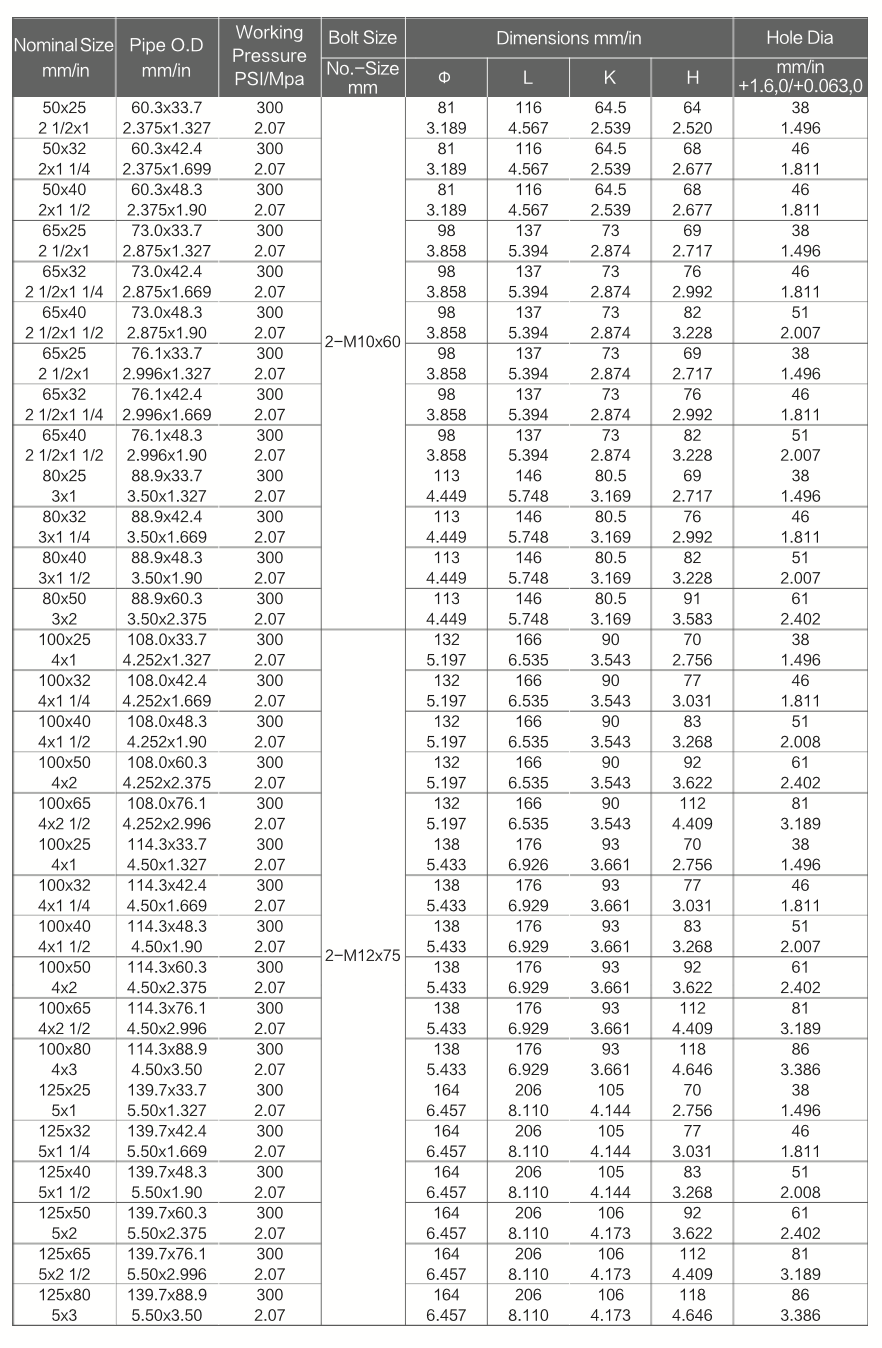 Nominal Size mm/in Pipe O.D mm/in Working Pressure PSI/Mpa Bolt Size Dimensions mm/in Hole Dia
No.-Size mm Φ L K H mm/in +1.6,0/+0.063,0
50x25 60.3x33.7 300 81 116 64.5 64 38
2 1/2x1 2.375x1.327 2.07 3.189 4.567 2.539 2.520 1.496
50x32 60.3x42.4 300 81 116 64.5 68 46
2x1 1/4 2.375x1.699 2.07 3.189 4.567 2.539 2.677 1.811
50x40 60.3x48.3 300 81 116 64.5 68 46
2x1 1/2 2.375x1.90 2.07 3.189 4.567 2.539 2.677 1.811
65x25 73.0x33.7 300 98 137 73 69 38
2 1/2x1 2.875x1.327 2.07 3.858 5.394 2.874 2.717 1.496
65x32 73.0x42.4 300 98 137 73 76 46
2 1/2x1 1/4 2.875x1.669 2.07 3.858 5.394 2.874 2.992 1.811
65x40 73.0x48.3 300 98 137 73 82 51
2 1/2x1 1/2 2.875x1.90 2.07 3.858 5.394 2.874 3.228 2.007
2-M10x60
65x25 76.1x33.7 300 98 137 73 69 38
2 1/2x1 2.996x1.327 2.07 3.858 5.394 2.874 2.717 1.496
65x32 76.1x42.4 300 98 137 73 76 46
2 1/2x1 1/4 2.996x1.669 2.07 3.858 5.394 2.874 2.992 1.811
65x40 76.1x48.3 300 98 137 73 82 51
2 1/2x1 1/2 2.996x1.90 2.07 3.858 5.394 2.874 3.228 2.007
80x25 88.9x33.7 300 113 146 80.5 69 38
3x1 3.50x1.327 2.07 4.449 5.748 3.169 2.717 1.496
80x32 88.9x42.4 300 113 146 80.5 76 46
3x1 1/4 3.50x1.669 2.07 4.449 5.748 3.169 2.992 1.811
80x40 88.9x48.3 300 113 146 80.5 82 51
3x1 1/2 3.50x1.90 2.07 4.449 5.748 3.169 3.228 2.007
80x50 88.9x60.3 300 113 146 80.5 91 61
3x2 3.50x2.375 2.07 4.449 5.748 3.169 3.583 2.402
100x25 108.0x33.7 300 132 166 90 70 38
4x1 4.252x1.327 2.07 5.197 6.535 3.543 2.756 1.496
100x32 108.0x42.4 300 132 166 90 77 46
4x1 1/4 4.252x1.669 2.07 5.197 6.535 3.543 3.031 1.811
100x40 108.0x48.3 300 132 166 90 83 51
4x1 1/2 4.252x1.90 2.07 5.197 6.535 3.543 3.268 2.008
100x50 108.0x60.3 300 132 166 90 92 61
4x2 4.252x2.375 2.07 5.197 6.535 3.543 3.622 2.402
100x65 108.0x76.1 300 132 166 90 112 81
4x2 1/2 4.252x2.996 2.07 5.197 6.535 3.543 4.409 3.189
100x25 114.3x33.7 300 138 176 93 70 38
4x1 4.50x1.327 2.07 5.433 6.926 3.661 2.756 1.496
100x32 114.3x42.4 300 138 176 93 77 46
4x1 1/4 4.50x1.669 2.07 5.433 6.929 3.661 3.031 1.811
100x40 114.3x48.3 300 138 176 93 83 51
4x1 1/2 4.50x1.90 2.07 5.433 6.929 3.661 3.268 2.007
2-M12x75
100x50 114.3x60.3 300 138 176 93 92 61
4x2 4.50x2.375 2.07 5.433 6.929 3.661 3.622 2.402
100x65 114.3x76.1 300 138 176 93 112 81
4x2 1/2 4.50x2.996 2.07 5.433 6.929 3.661 4.409 3.189
100x80 114.3x88.9 300 138 176 93 118 86
4x3 4.50x3.50 2.07 5.433 6.929 3.661 4.646 3.386
125x25 139.7x33.7 300 164 206 105 70 38
5x1 5.50x1.327 2.07 6.457 8.110 4.144 2.756 1.496
125x32 139.7x42.4 300 164 206 105 77 46
5x1 1/4 5.50x1.669 2.07 6.457 8.110 4.144 3.031 1.811
125x40 139.7x48.3 300 164 206 105 83 51
5x1 1/2 5.50x1.90 2.07 6.457 8.110 4.144 3.268 2.008
125x50 139.7x60.3 300 164 206 106 92 61
5x2 5.50x2.375 2.07 6.457 8.110 4.173 3.622 2.402
125x65 139.7x76.1 300 164 206 106 112 81
5x2 1/2 5.50x2.996 2.07 6.457 8.110 4.173 4.409 3.189
125x80 139.7x88.9 300 164 206 106 118 86
5x3 5.50x3.50 2.07 6.457 8.110 4.173 4.646 3.386